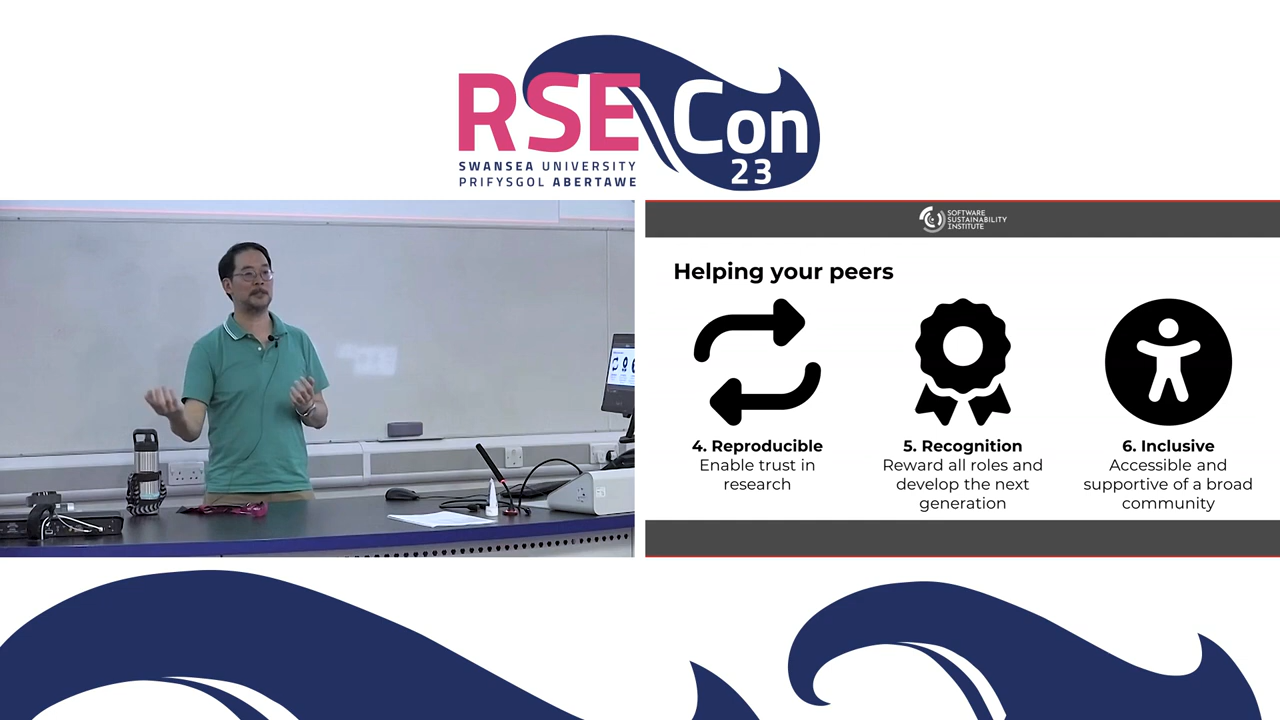 RSE Con
23
SWANSEA UNIVERSITY
PRIFYSGOL ABERTAWE
SOFTWARE
SUSTAINABILITY
INSTITUTE
Helping your peers
4. Reproducible
Enable trust in
research
5. Recognition
Reward all roles and
develop the next
generation
6. Inclusive
Accessible and
supportive of a broad
community